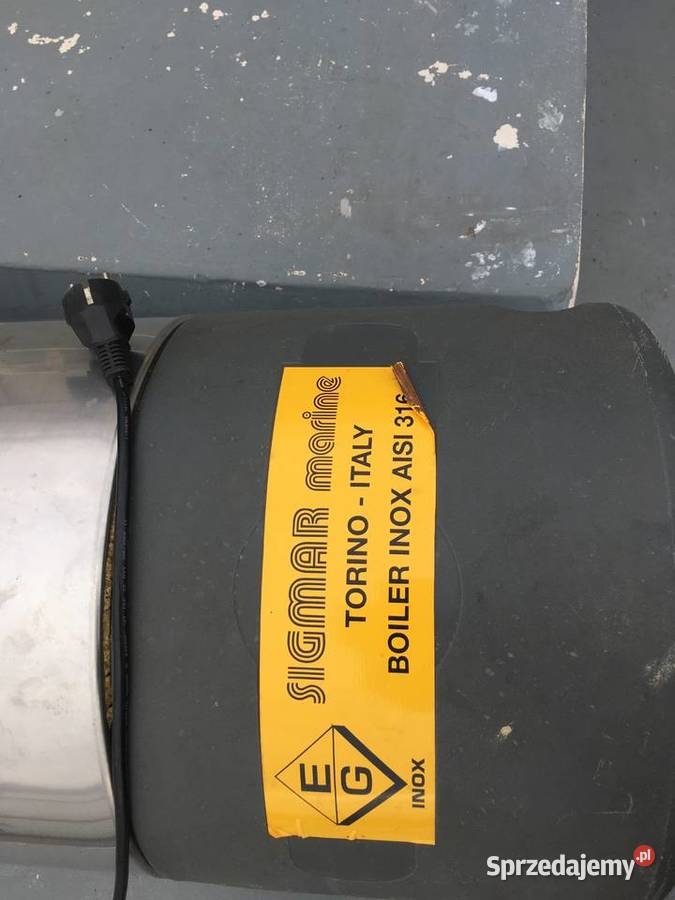 SIGMAR marine
TORINO - ITALY
BOILER INOX AISI 316
E
G
INOX
Sprzedajemy.pl